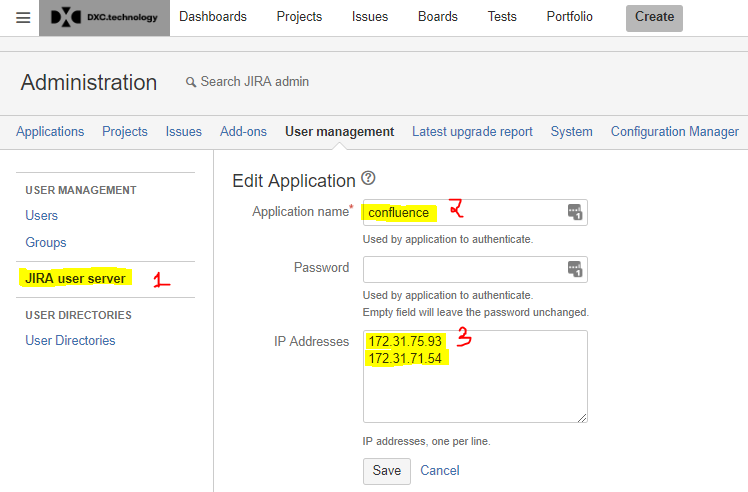 DXC.technology Dashboards Projects Issues Boards Tests Portfolio Create
Administration Search JIRA admin
Applications Projects Issues Add-ons User management Latest upgrade report System Configuration Manager
USER MANAGEMENT
Users
Groups
JIRA user server 1
USER DIRECTORIES
User Directories
Edit Application ?
Application name* confluence 2
1
Used by application to authenticate.
Password
1
Used by application to authenticate.
Empty field will leave the password unchanged.
IP Addresses 172.31.75.93 3
172.31.71.54
IP addresses, one per line.
Save Cancel